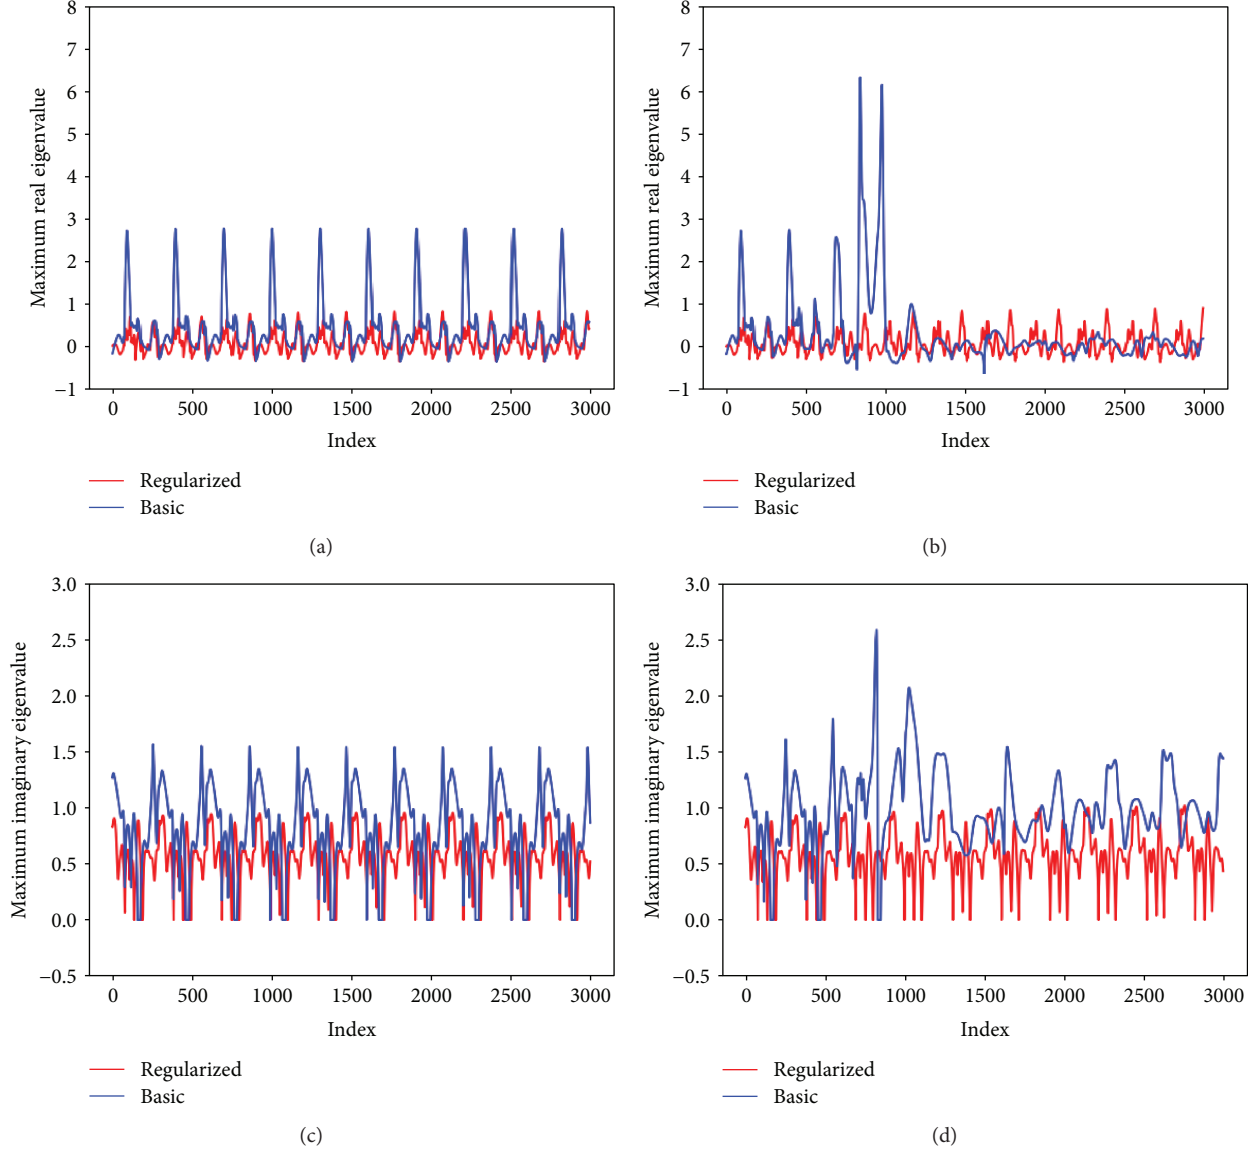 Maximum real eigenvalue
8
7
6
5
4
3
2
1
0
−1
0 500 1000 1500 2000 2500 3000
Index
Regularized
Basic
(a)
Maximum real eigenvalue
8
7
6
5
4
3
2
1
0
−1
0 500 1000 1500 2000 2500 3000
Index
Regularized
Basic
(b)
Maximum imaginary eigenvalue
3.0
2.5
2.0
1.5
1.0
0.5
0.0
−0.5
0 500 1000 1500 2000 2500 3000
Index
Regularized
Basic
(c)
Maximum imaginary eigenvalue
3.0
2.5
2.0
1.5
1.0
0.5
0.0
−0.5
0 500 1000 1500 2000 2500 3000
Index
Regularized
Basic
(d)